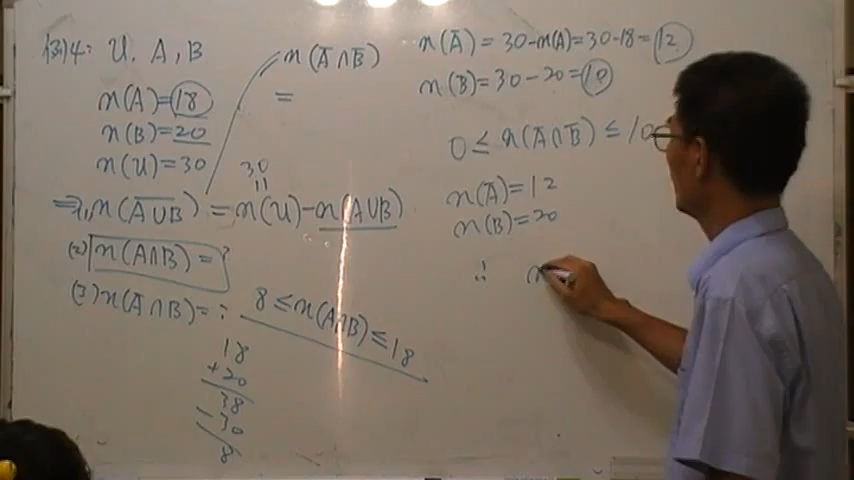 例4: U, A, B
n(A)=18
n(B)=20
n(U)=30
30
=
⇒(1) n(A̅∪̅B̅)=n(U)-n(A∪B)
(2) n(A∩B)=?
(3) n(A̅∩B)=:
8≤n(A∩B)≤18
18
+20
38
-30
8
n(A̅∩B̅)
=
n(A̅)=30-n(A)=30-18=12
n(B̅)=30-20=10
0≤n(A̅∩B̅)≤10
n(A̅)=12
n(B)=20
∴ n